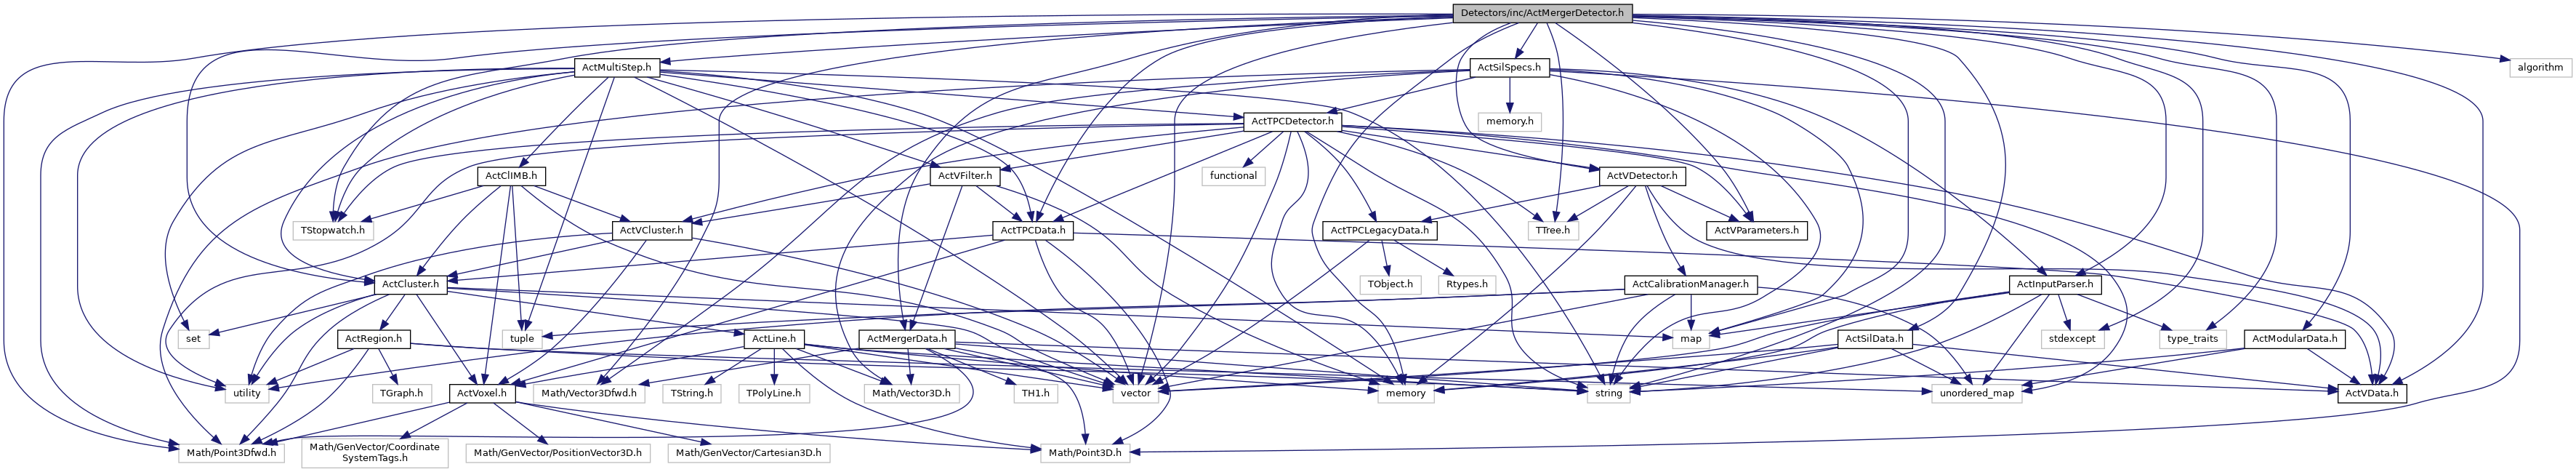 Detectors/inc/ActMergerDetector.h
ActMultiStep.h
ActSilSpecs.h
algorithm
ActTPCDetector.h
memory.h
ActClIMB.h
ActVFilter.h
functional
ActVDetector.h
TStopwatch.h
ActVCluster.h
ActTPCData.h
ActTPCLegacyData.h
TTree.h
ActVParameters.h
ActCluster.h
TObject.h
Rtypes.h
ActCalibrationManager.h
ActInputParser.h
set
ActRegion.h
tuple
ActLine.h
ActMergerData.h
map
ActSilData.h
stdexcept
type_traits
ActModularData.h
utility
TGraph.h
ActVoxel.h
Math/Vector3Dfwd.h
TString.h
TPolyLine.h
Math/Vector3D.h
TH1.h
vector
memory
string
unordered_map
ActVData.h
Math/Point3Dfwd.h
Math/GenVector/Coordinate
SystemTags.h
Math/GenVector/PositionVector3D.h
Math/GenVector/Cartesian3D.h
Math/Point3D.h